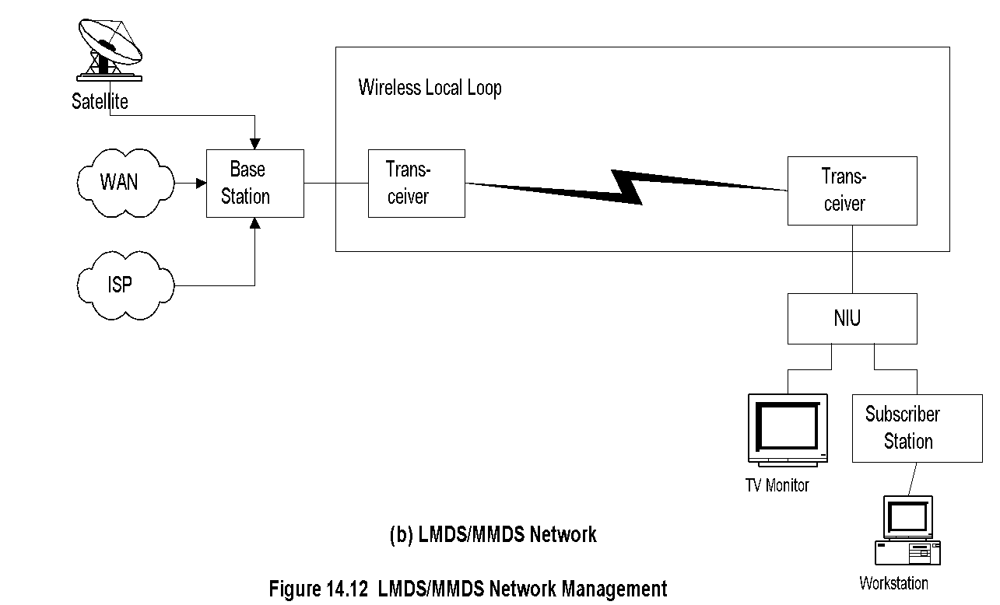 Satellite
Wireless Local Loop
WAN
Base
Station
Trans-
ceiver
Trans-
ceiver
ISP
NIU
TV Monitor
Subscriber
Station
Workstation
(b) LMDS/MMDS Network
Figure 14.12 LMDS/MMDS Network Management